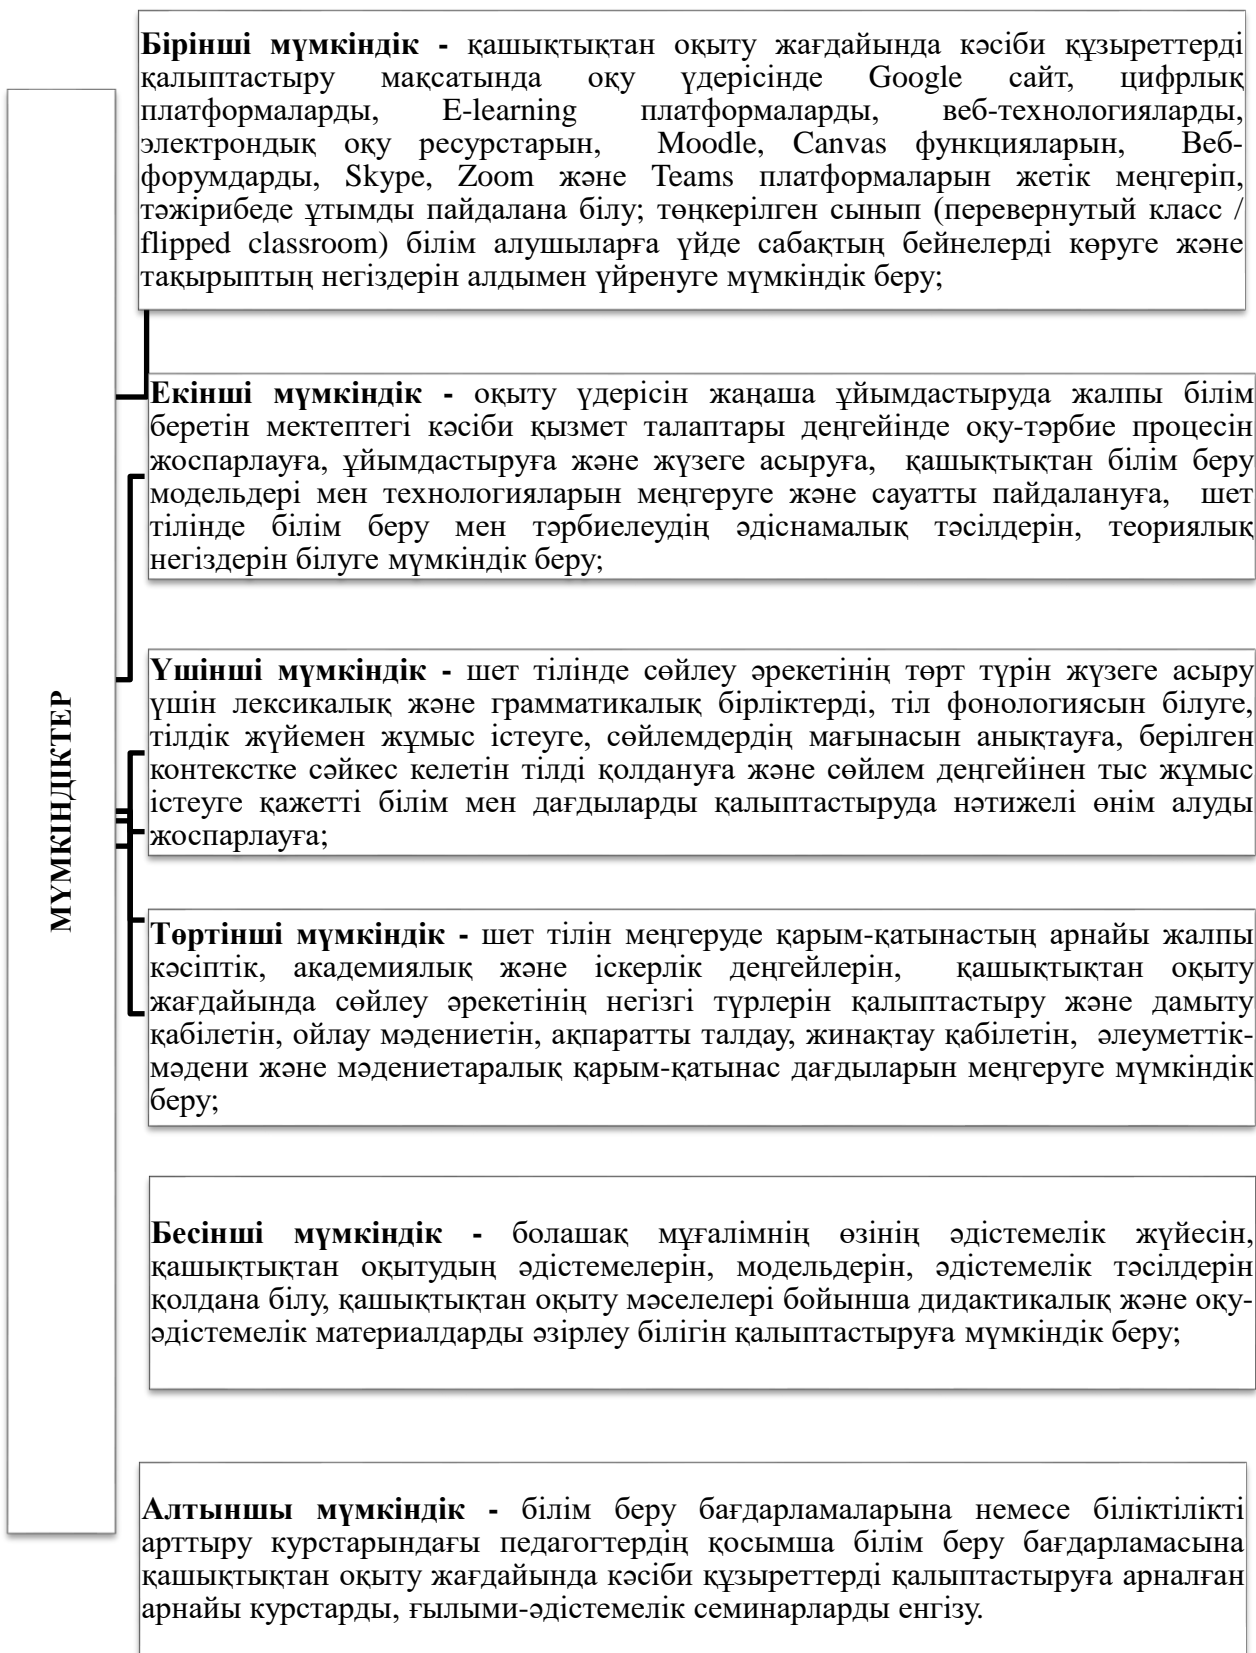 МҮМКІНДІКТЕР
Бірінші мүмкіндік - қашықтықтан оқыту жағдайында кәсіби құзыреттерді
қалыптастыру мақсатында оқу үдерісінде Google сайт, цифрлық
платформаларды, E-learning платформаларды, веб-технологияларды,
электрондық оқу ресурстарын, Moodle, Canvas функцияларын, Веб-
форумдарды, Skype, Zoom және Teams платформаларын жетік меңгеріп,
тәжірибеде ұтымды пайдалана білу; төңкерілген сынып (перевернутый класс /
flipped classroom) білім алушыларға үйде сабақтың бейнелерді көруге және
тақырыптың негіздерін алдымен үйренуге мүмкіндік беру;
Екінші мүмкіндік - оқыту үдерісін жаңаша ұйымдастыруда жалпы білім
беретін мектептегі кәсіби қызмет талаптары деңгейінде оқу-тәрбие процесін
жоспарлауға, ұйымдастыруға және жүзеге асыруға, қашықтықтан білім беру
модельдері мен технологияларын меңгеруге және сауатты пайдалануға, шет
тілінде білім беру мен тәрбиелеудің әдіснамалық тәсілдерін, теориялық
негіздерін білуге мүмкіндік беру;
Үшінші мүмкіндік - шет тілінде сөйлеу әрекетінің төрт түрін жүзеге асыру
үшін лексикалық және грамматикалық бірліктерді, тіл фонологиясын білуге,
тілдік жүйемен жұмыс істеуге, сөйлемдердің мағынасын анықтауға, берілген
контекстке сәйкес келетін тілді қолдануға және сөйлем деңгейінен тыс жұмыс
істеуге қажетті білім мен дағдыларды қалыптастыруда нәтижелі өнім алуды
жоспарлауға;
Төртінші мүмкіндік - шет тілін меңгеруде қарым-қатынастың арнайы жалпы
кәсіптік, академиялық және іскерлік деңгейлерін, қашықтықтан оқыту
жағдайында сөйлеу әрекетінің негізгі түрлерін қалыптастыру және дамыту
қабілетін, ойлау мәдениетін, ақпаратты талдау, жинақтау қабілетін, әлеуметтік-
мәдени және мәдениетаралық қарым-қатынас дағдыларын меңгеруге мүмкіндік
беру;
Бесінші мүмкіндік - болашақ мұғалімнің өзінің әдістемелік жүйесін,
қашықтықтан оқытудың әдістемелерін, модельдерін, әдістемелік тәсілдерін
қолдана білу, қашықтықтан оқыту мәселелері бойынша дидактикалық және оқу-
әдістемелік материалдарды әзірлеу білігін қалыптастыруға мүмкіндік беру;
Алтыншы мүмкіндік - білім беру бағдарламаларына немесе біліктілікті
арттыру курстарындағы педагогтердің қосымша білім беру бағдарламасына
қашықтықтан оқыту жағдайында кәсіби құзыреттерді қалыптастыруға арналған
арнайы курстарды, ғылыми-әдістемелік семинарларды енгізу.